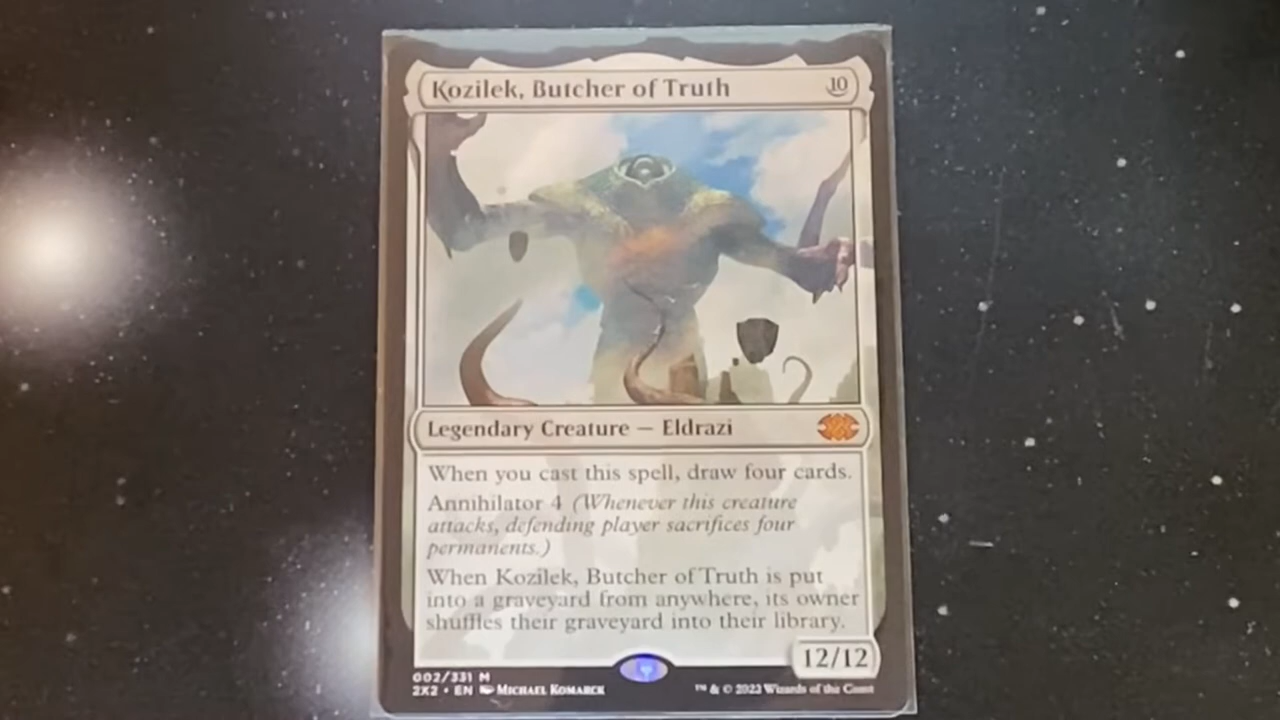 Kozilek, Butcher of Truth 10
Legendary Creature — Eldrazi
When you cast this spell, draw four cards.
Annihilator 4 (Whenever this creature
attacks, defending player sacrifices four
permanents.)
When Kozilek, Butcher of Truth is put
into a graveyard from anywhere, its owner
shuffles their graveyard into their library.
12/12
002/331 M
2X2 • EN MICHAEL KOMARCK
™ & © 2022 Wizards of the Coast